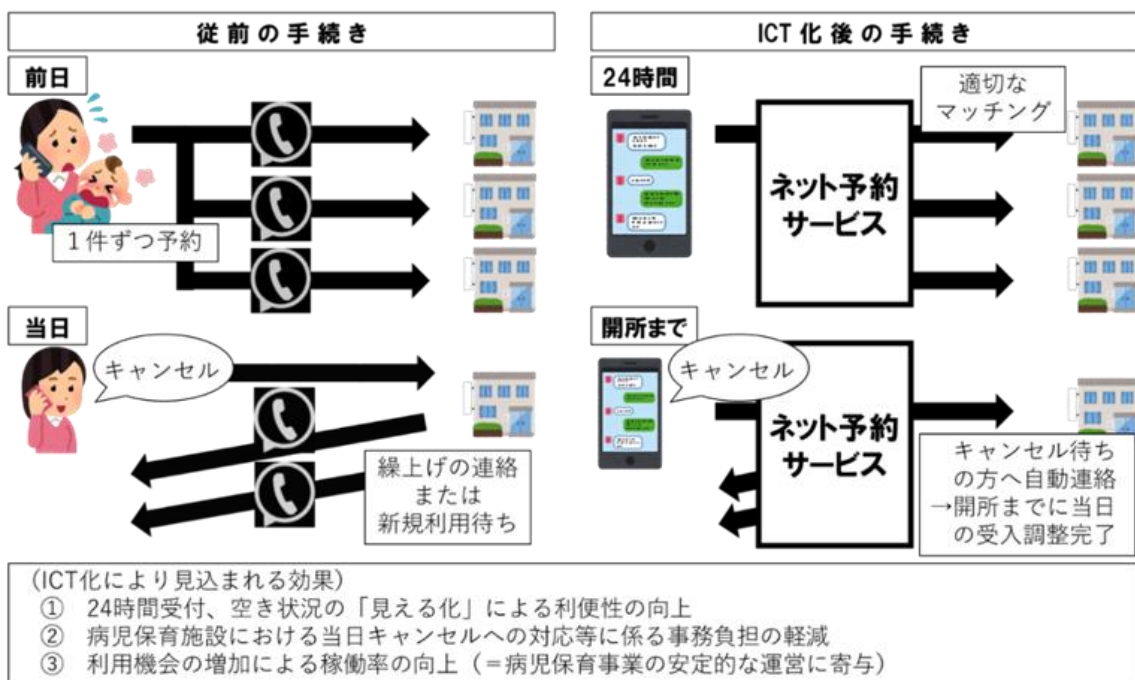 従前の手続き
前日
1件ずつ予約
当日
キャンセル
繰上げの連絡
または
新規利用待ち
ICT化後の手続き
24時間
適切な
マッチング
ネット予約
サービス
開所まで
キャンセル
ネット予約
サービス
キャンセル待ち
の方へ自動連絡
→開所までに当日
の受入調整完了
(ICT化により見込まれる効果)
① 24時間受付、空き状況の「見える化」による利便性の向上
② 病児保育施設における当日キャンセルへの対応等に係る事務負担の軽減
③ 利用機会の増加による稼働率の向上(=病児保育事業の安定的な運営に寄与)